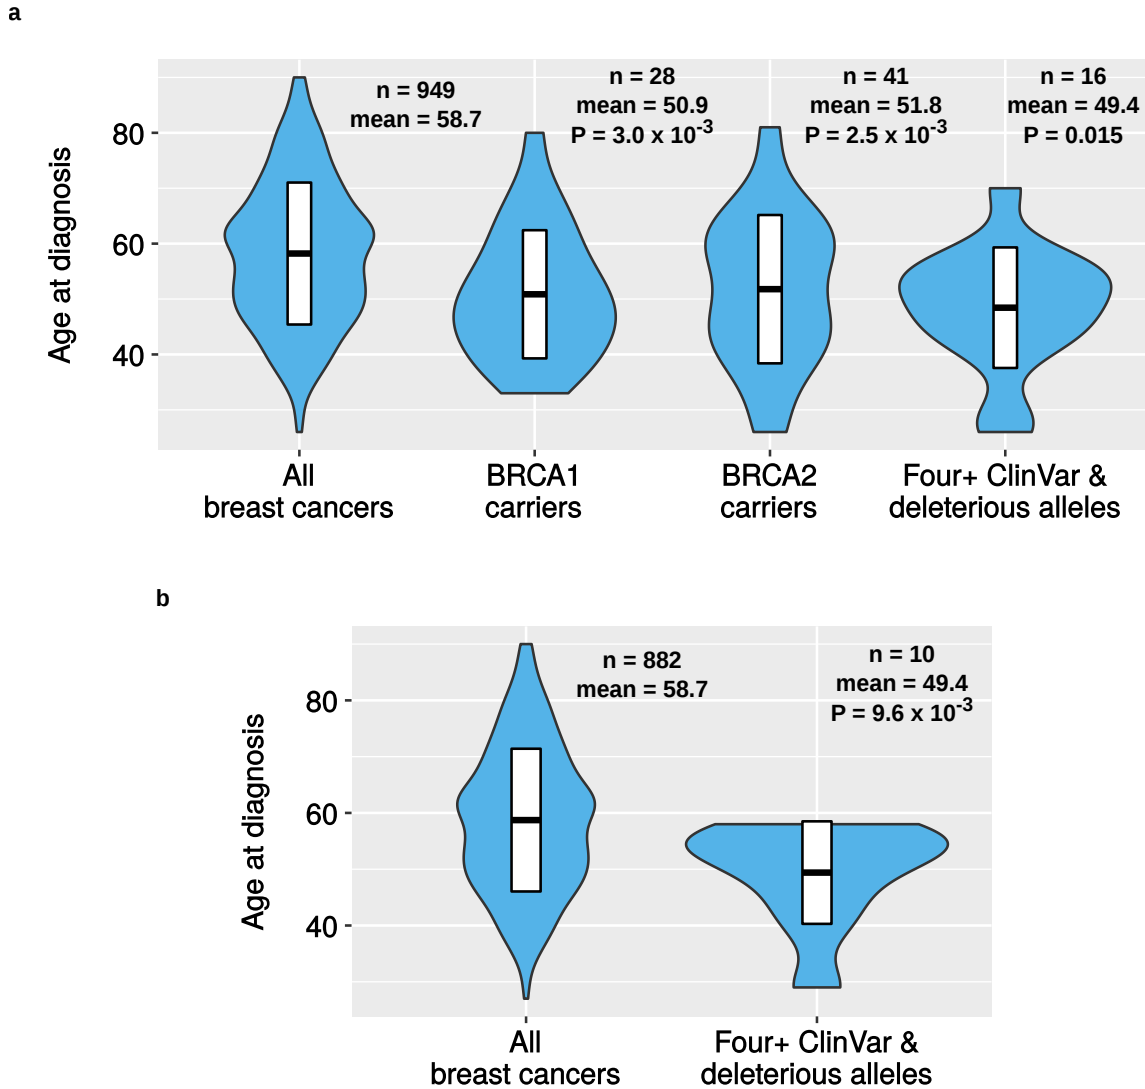 a
n = 949
mean = 58.7
n = 28
mean = 50.9
P = 3.0 x 10⁻³
n = 41
mean = 51.8
P = 2.5 x 10⁻³
n = 16
mean = 49.4
P = 0.015
Age at diagnosis
80
60
40
All
breast cancers
BRCA1
carriers
BRCA2
carriers
Four+ ClinVar &
deleterious alleles
b
n = 882
mean = 58.7
n = 10
mean = 49.4
P = 9.6 x 10⁻³
Age at diagnosis
80
60
40
All
breast cancers
Four+ ClinVar &
deleterious alleles